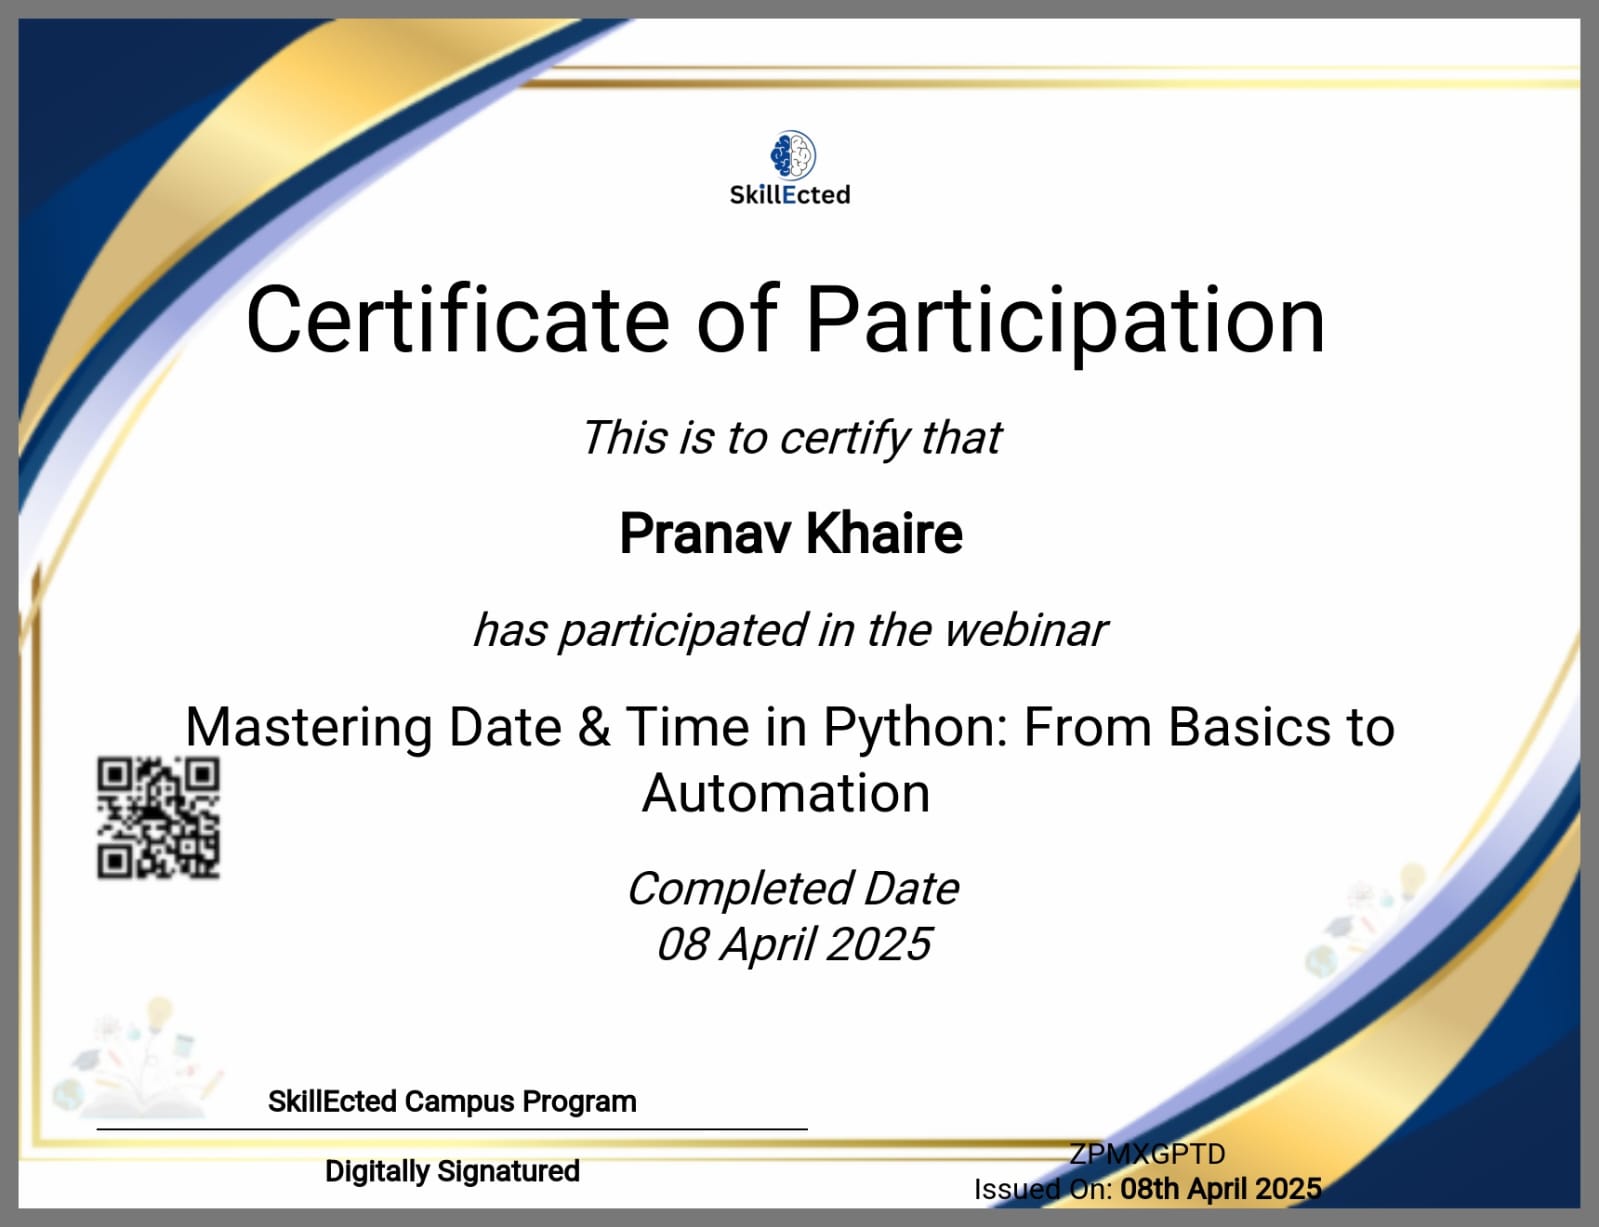 SkillEcted
Certificate of Participation
This is to certify that
Pranav Khaire
has participated in the webinar
Mastering Date & Time in Python: From Basics to
Automation
Completed Date
08 April 2025
SkillEcted Campus Program
Digitally Signatured
ZPMXGPTD
Issued On: 08th April 2025